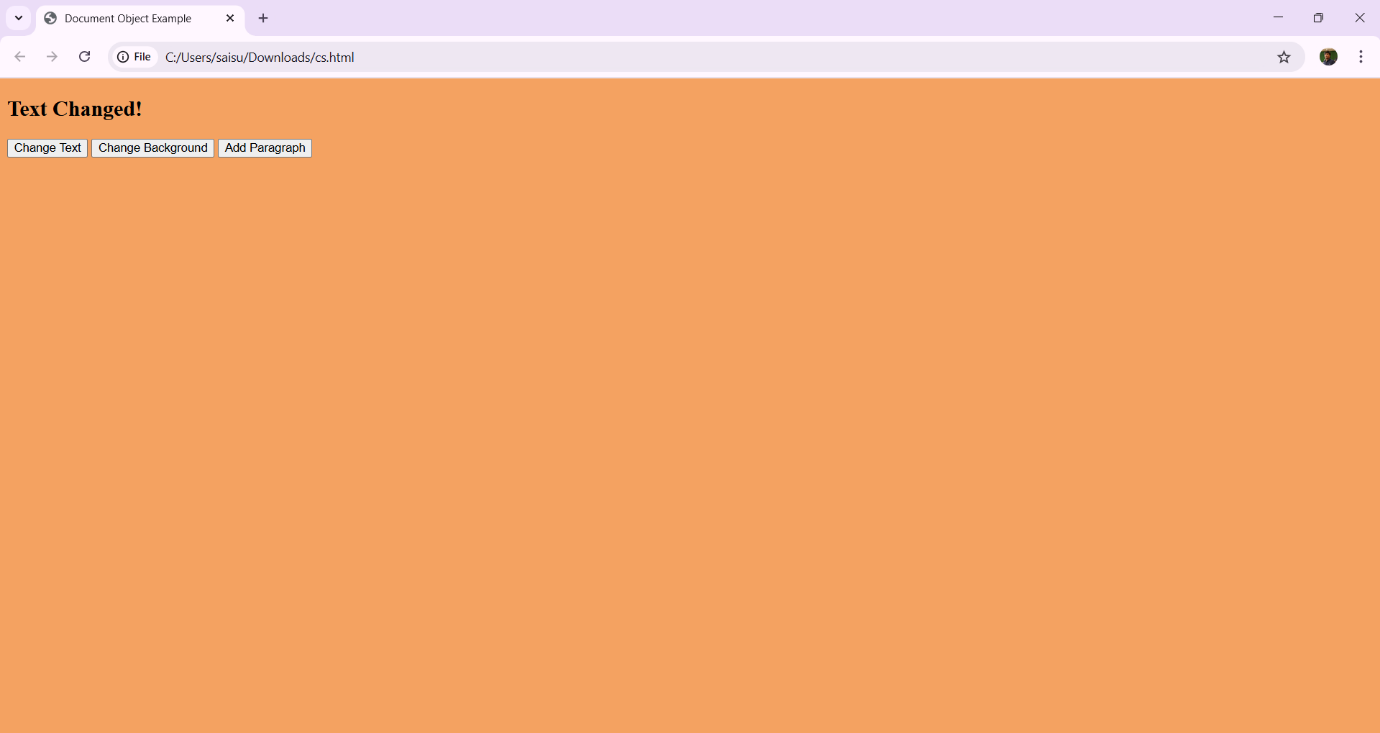 Document Object Example
File C:/Users/saisu/Downloads/cs.html
Text Changed!
Change Text Change Background Add Paragraph